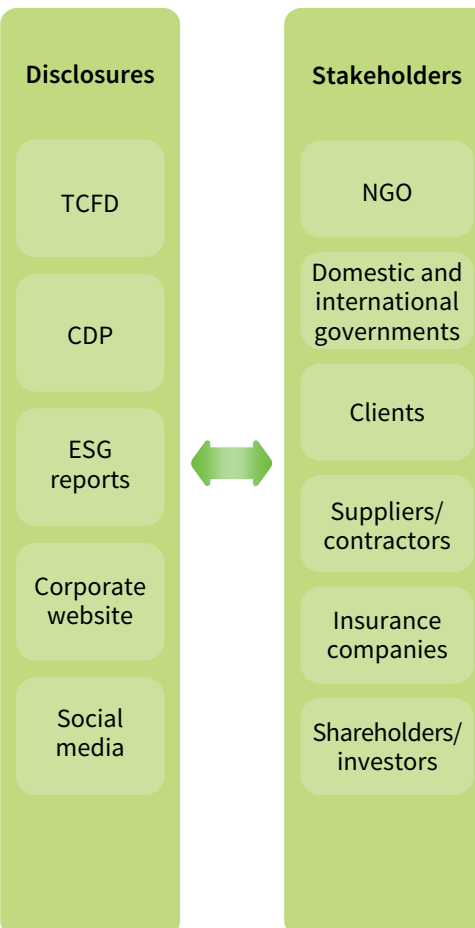 Disclosures
TCFD
CDP
ESG
reports
Corporate
website
Social
media
Stakeholders
NGO
Domestic and
international
governments
Clients
Suppliers/
contractors
Insurance
companies
Shareholders/
investors